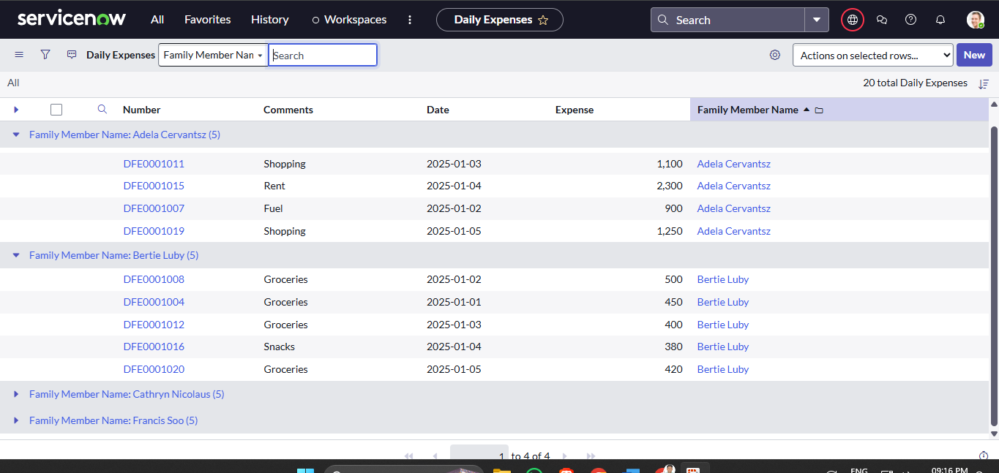 servicenow All Favorites History Workspaces Daily Expenses Search
Daily Expenses Family Member Nan Search Actions on selected rows... New
All 20 total Daily Expenses
Number Comments Date Expense Family Member Name
Family Member Name: Adela Cervantsz (5)
DFE0001011 Shopping 2025-01-03 1,100 Adela Cervantsz
DFE0001015 Rent 2025-01-04 2,300 Adela Cervantsz
DFE0001007 Fuel 2025-01-02 900 Adela Cervantsz
DFE0001019 Shopping 2025-01-05 1,250 Adela Cervantsz
Family Member Name: Bertie Luby (5)
DFE0001008 Groceries 2025-01-02 500 Bertie Luby
DFE0001004 Groceries 2025-01-01 450 Bertie Luby
DFE0001012 Groceries 2025-01-03 400 Bertie Luby
DFE0001016 Snacks 2025-01-04 380 Bertie Luby
DFE0001020 Groceries 2025-01-05 420 Bertie Luby
Family Member Name: Cathryn Nicolaus (5)
Family Member Name: Francis Soo (5)
1 to 4 of 4
ENG 09:16 PM